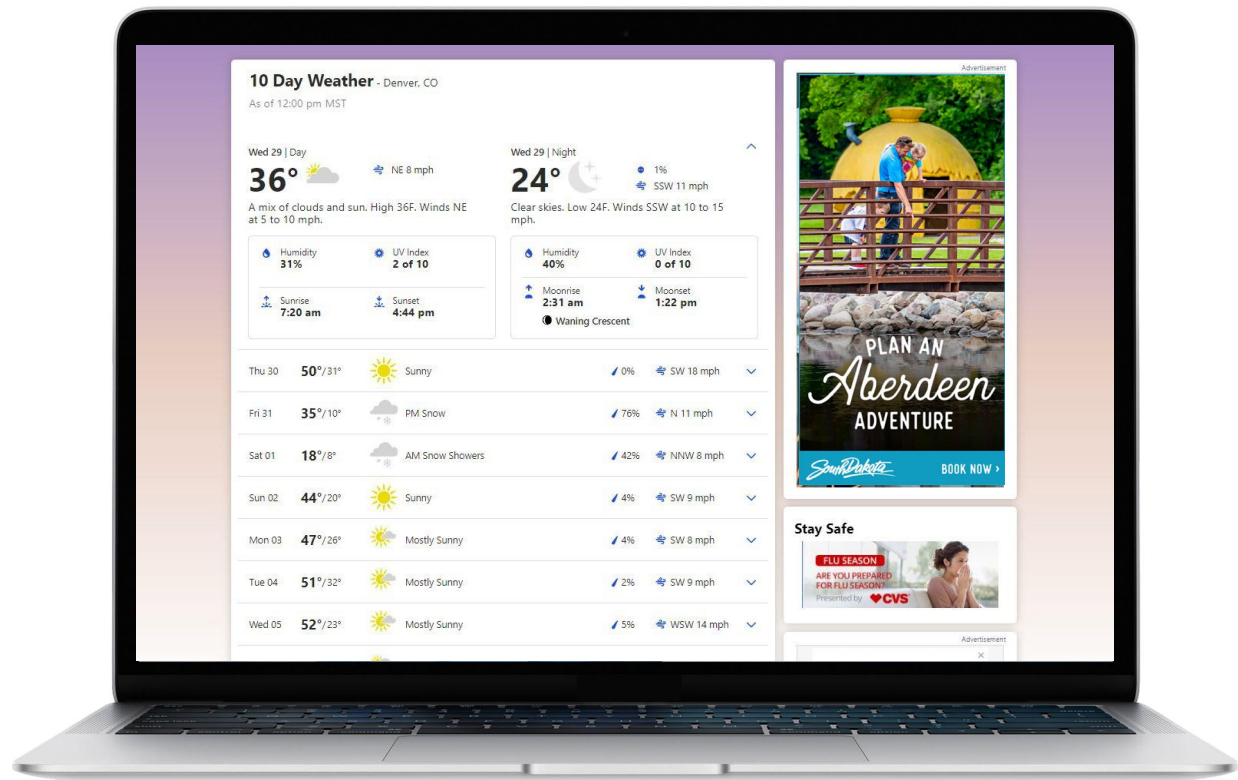 10 Day Weather - Denver, CO
As of 12:00 pm MST
Wed 29 | Day
36°
NE 8 mph
A mix of clouds and sun. High 36F. Winds NE
at 5 to 10 mph.
Humidity
31%
UV Index
2 of 10
Sunrise
7:20 am
Sunset
4:44 pm
Wed 29 | Night
24°
1%
SSW 11 mph
Clear skies. Low 24F. Winds SSW at 10 to 15
mph.
Humidity
40%
UV Index
0 of 10
Moonrise
2:31 am
Moonset
1:22 pm
Waning Crescent
Thu 30 50°/31° Sunny 0% SW 18 mph
Fri 31 35°/10° PM Snow 76% N 11 mph
Sat 01 18°/8° AM Snow Showers 42% NNW 8 mph
Sun 02 44°/20° Sunny 4% SW 9 mph
Mon 03 47°/26° Mostly Sunny 4% SW 8 mph
Tue 04 51°/32° Mostly Sunny 2% SW 9 mph
Wed 05 52°/23° Mostly Sunny 5% WSW 14 mph
Advertisement
PLAN AN
Aberdeen
ADVENTURE
South Dakota
BOOK NOW ›
Stay Safe
FLU SEASON
ARE YOU PREPARED
FOR FLU SEASON?
Presented by CVS
Advertisement